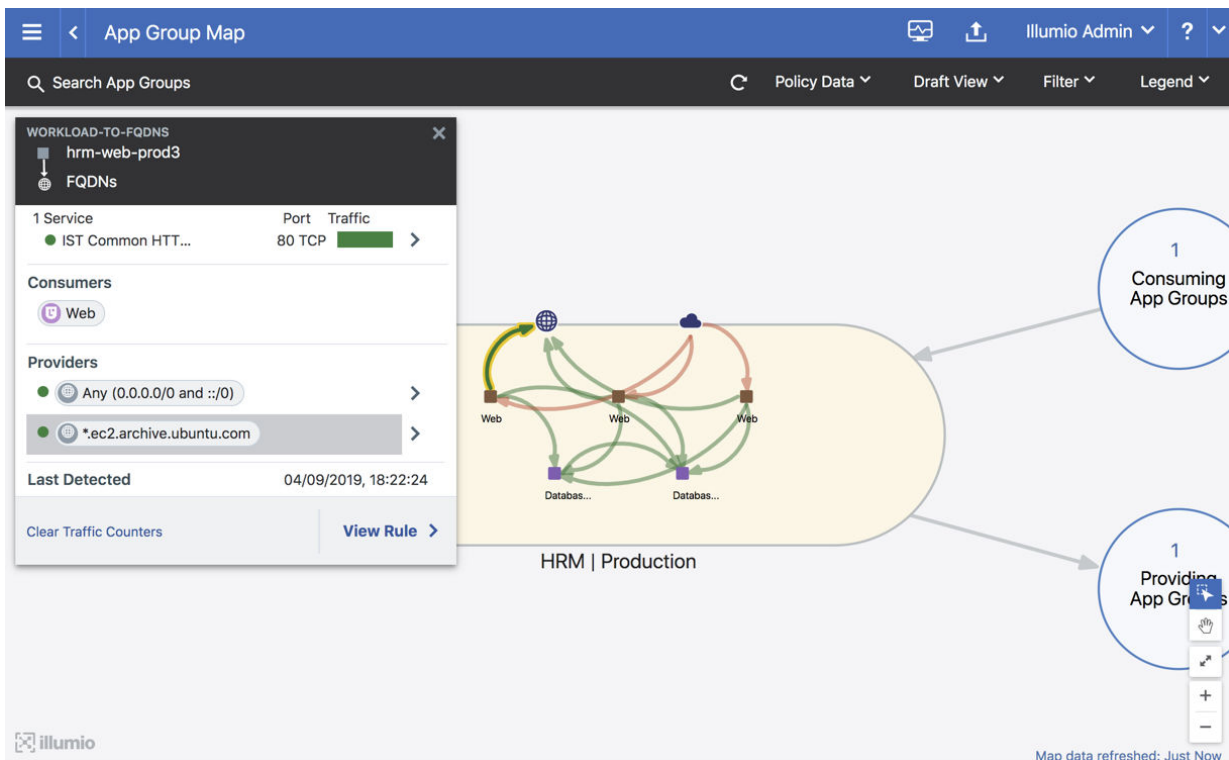 App Group Map
Illumio Admin
?
Search App Groups
Policy Data
Draft View
Filter
Legend
WORKLOAD-TO-FQDNS
hrm-web-prod3
FQDNs
1 Service Port Traffic
IST Common HTT... 80 TCP
Consumers
Web
Providers
Any (0.0.0.0/0 and ::/0)
*.ec2.archive.ubuntu.com
Last Detected 04/09/2019, 18:22:24
Clear Traffic Counters
View Rule
Web
Web
Web
Databas...
Databas...
HRM | Production
1
Consuming
App Groups
1
Providing
App Gr s
illumio
Map data refreshed: Just Now